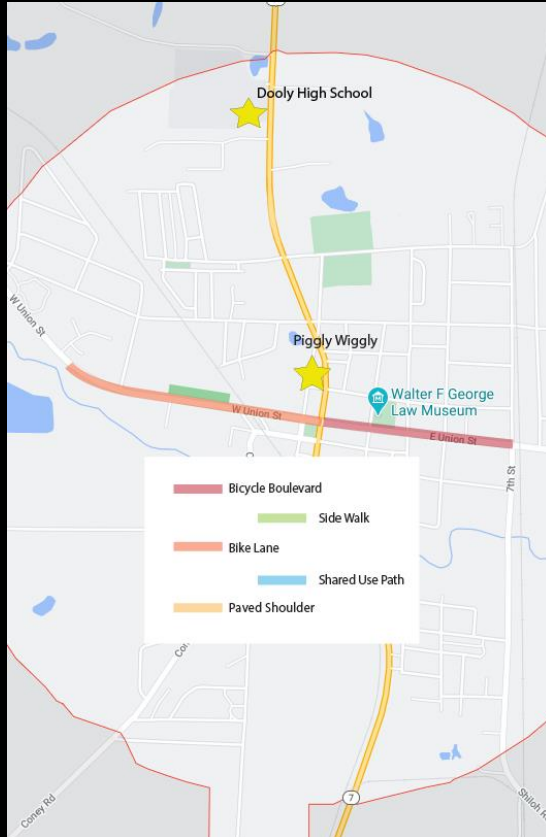 Dooly High School
W Union St
Piggly Wiggly
Walter F George
Law Museum
W Union St
E Union St
7th St
Bicycle Boulevard
Side Walk
Bike Lane
Shared Use Path
Paved Shoulder
7
Coney Rd